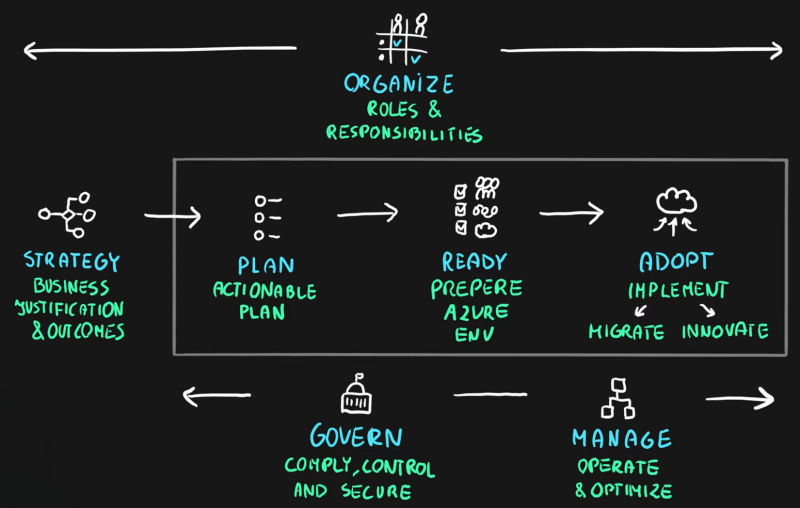 ORGANIZE
ROLES &
RESPONSIBILITIES
STRATEGY
BUSINESS
JUSTIFICATION
& OUTCOMES
PLAN
ACTIONABLE
PLAN
READY
PREPERE
AZURE
ENV
ADOPT
IMPLEMENT
MIGRATE INNOVATE
GOVERN
COMPLY, CONTROL
AND SECURE
MANAGE
OPERATE
& OPTIMIZE